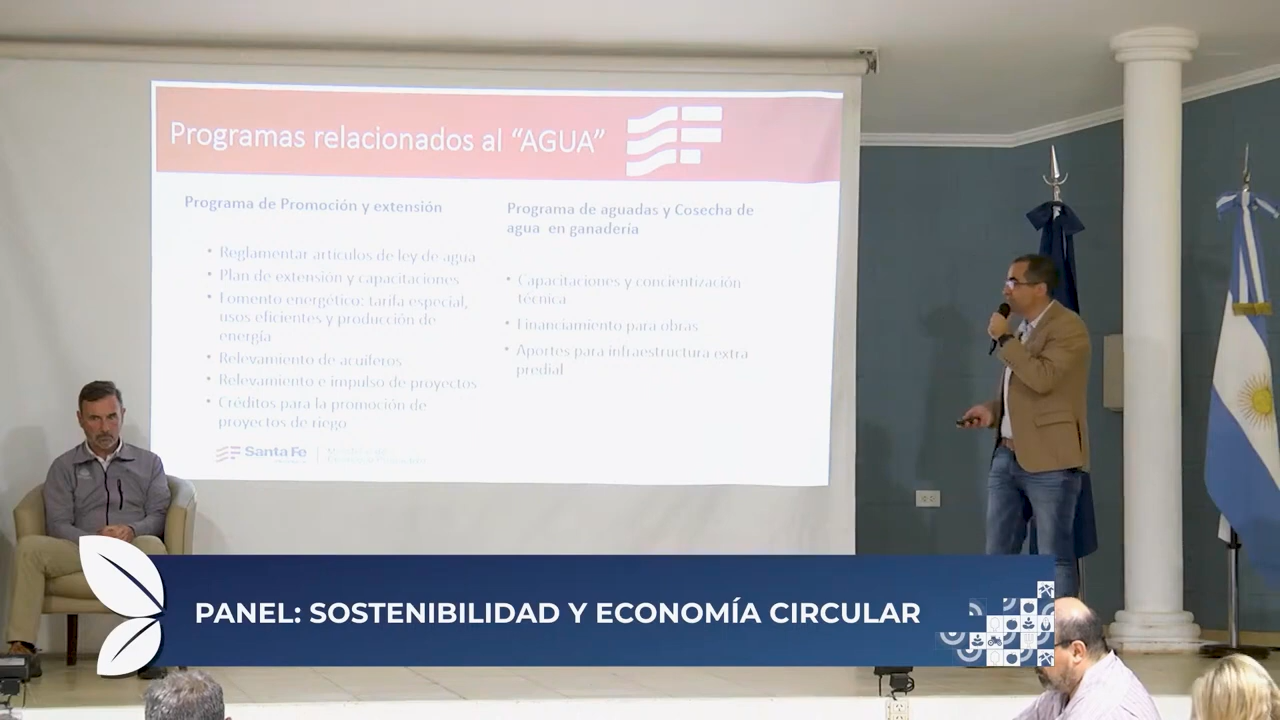 Programas relacionados al “AGUA”
Programa de Promoción y extensión
• Reglamentar artículos de ley de agua
• Plan de extensión y capacitaciones
• Fomento energético: tarifa especial,
usos eficientes y producción de
energía
• Relevamiento de acuíferos
• Relevamiento e impulso de proyectos
• Créditos para la promoción de
proyectos de riego
Programa de aguadas y Cosecha de
agua en ganadería
• Capacitaciones y concientización
técnica
• Financiamiento para obras
• Aportes para infraestructura extra
predial
Santa Fe
PANEL: SOSTENIBILIDAD Y ECONOMÍA CIRCULAR